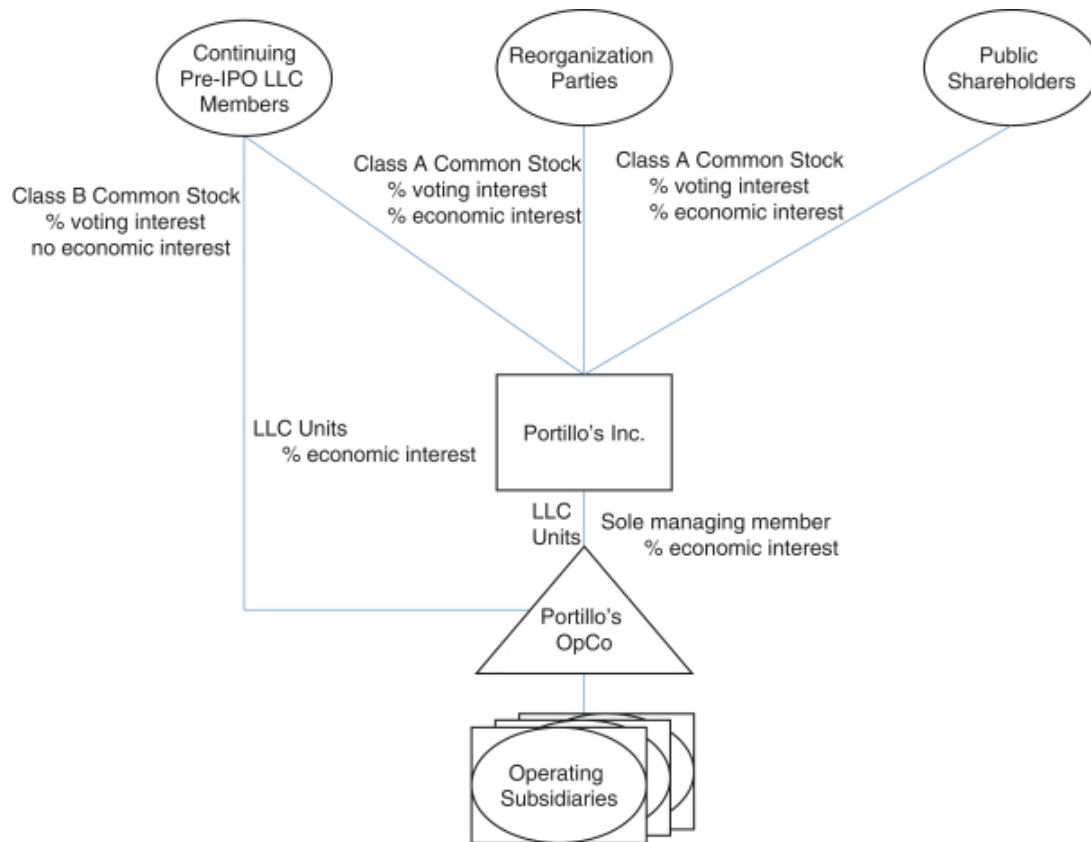 Continuing
Pre-IPO LLC
Members
Reorganization
Parties
Public
Shareholders
Class B Common Stock
% voting interest
no economic interest
Class A Common Stock
% voting interest
% economic interest
Class A Common Stock
% voting interest
% economic interest
LLC Units
% economic interest
Portillo's Inc.
LLC
Units
Sole managing member
% economic interest
Portillo's
OpCo
Operating
Subsidiaries